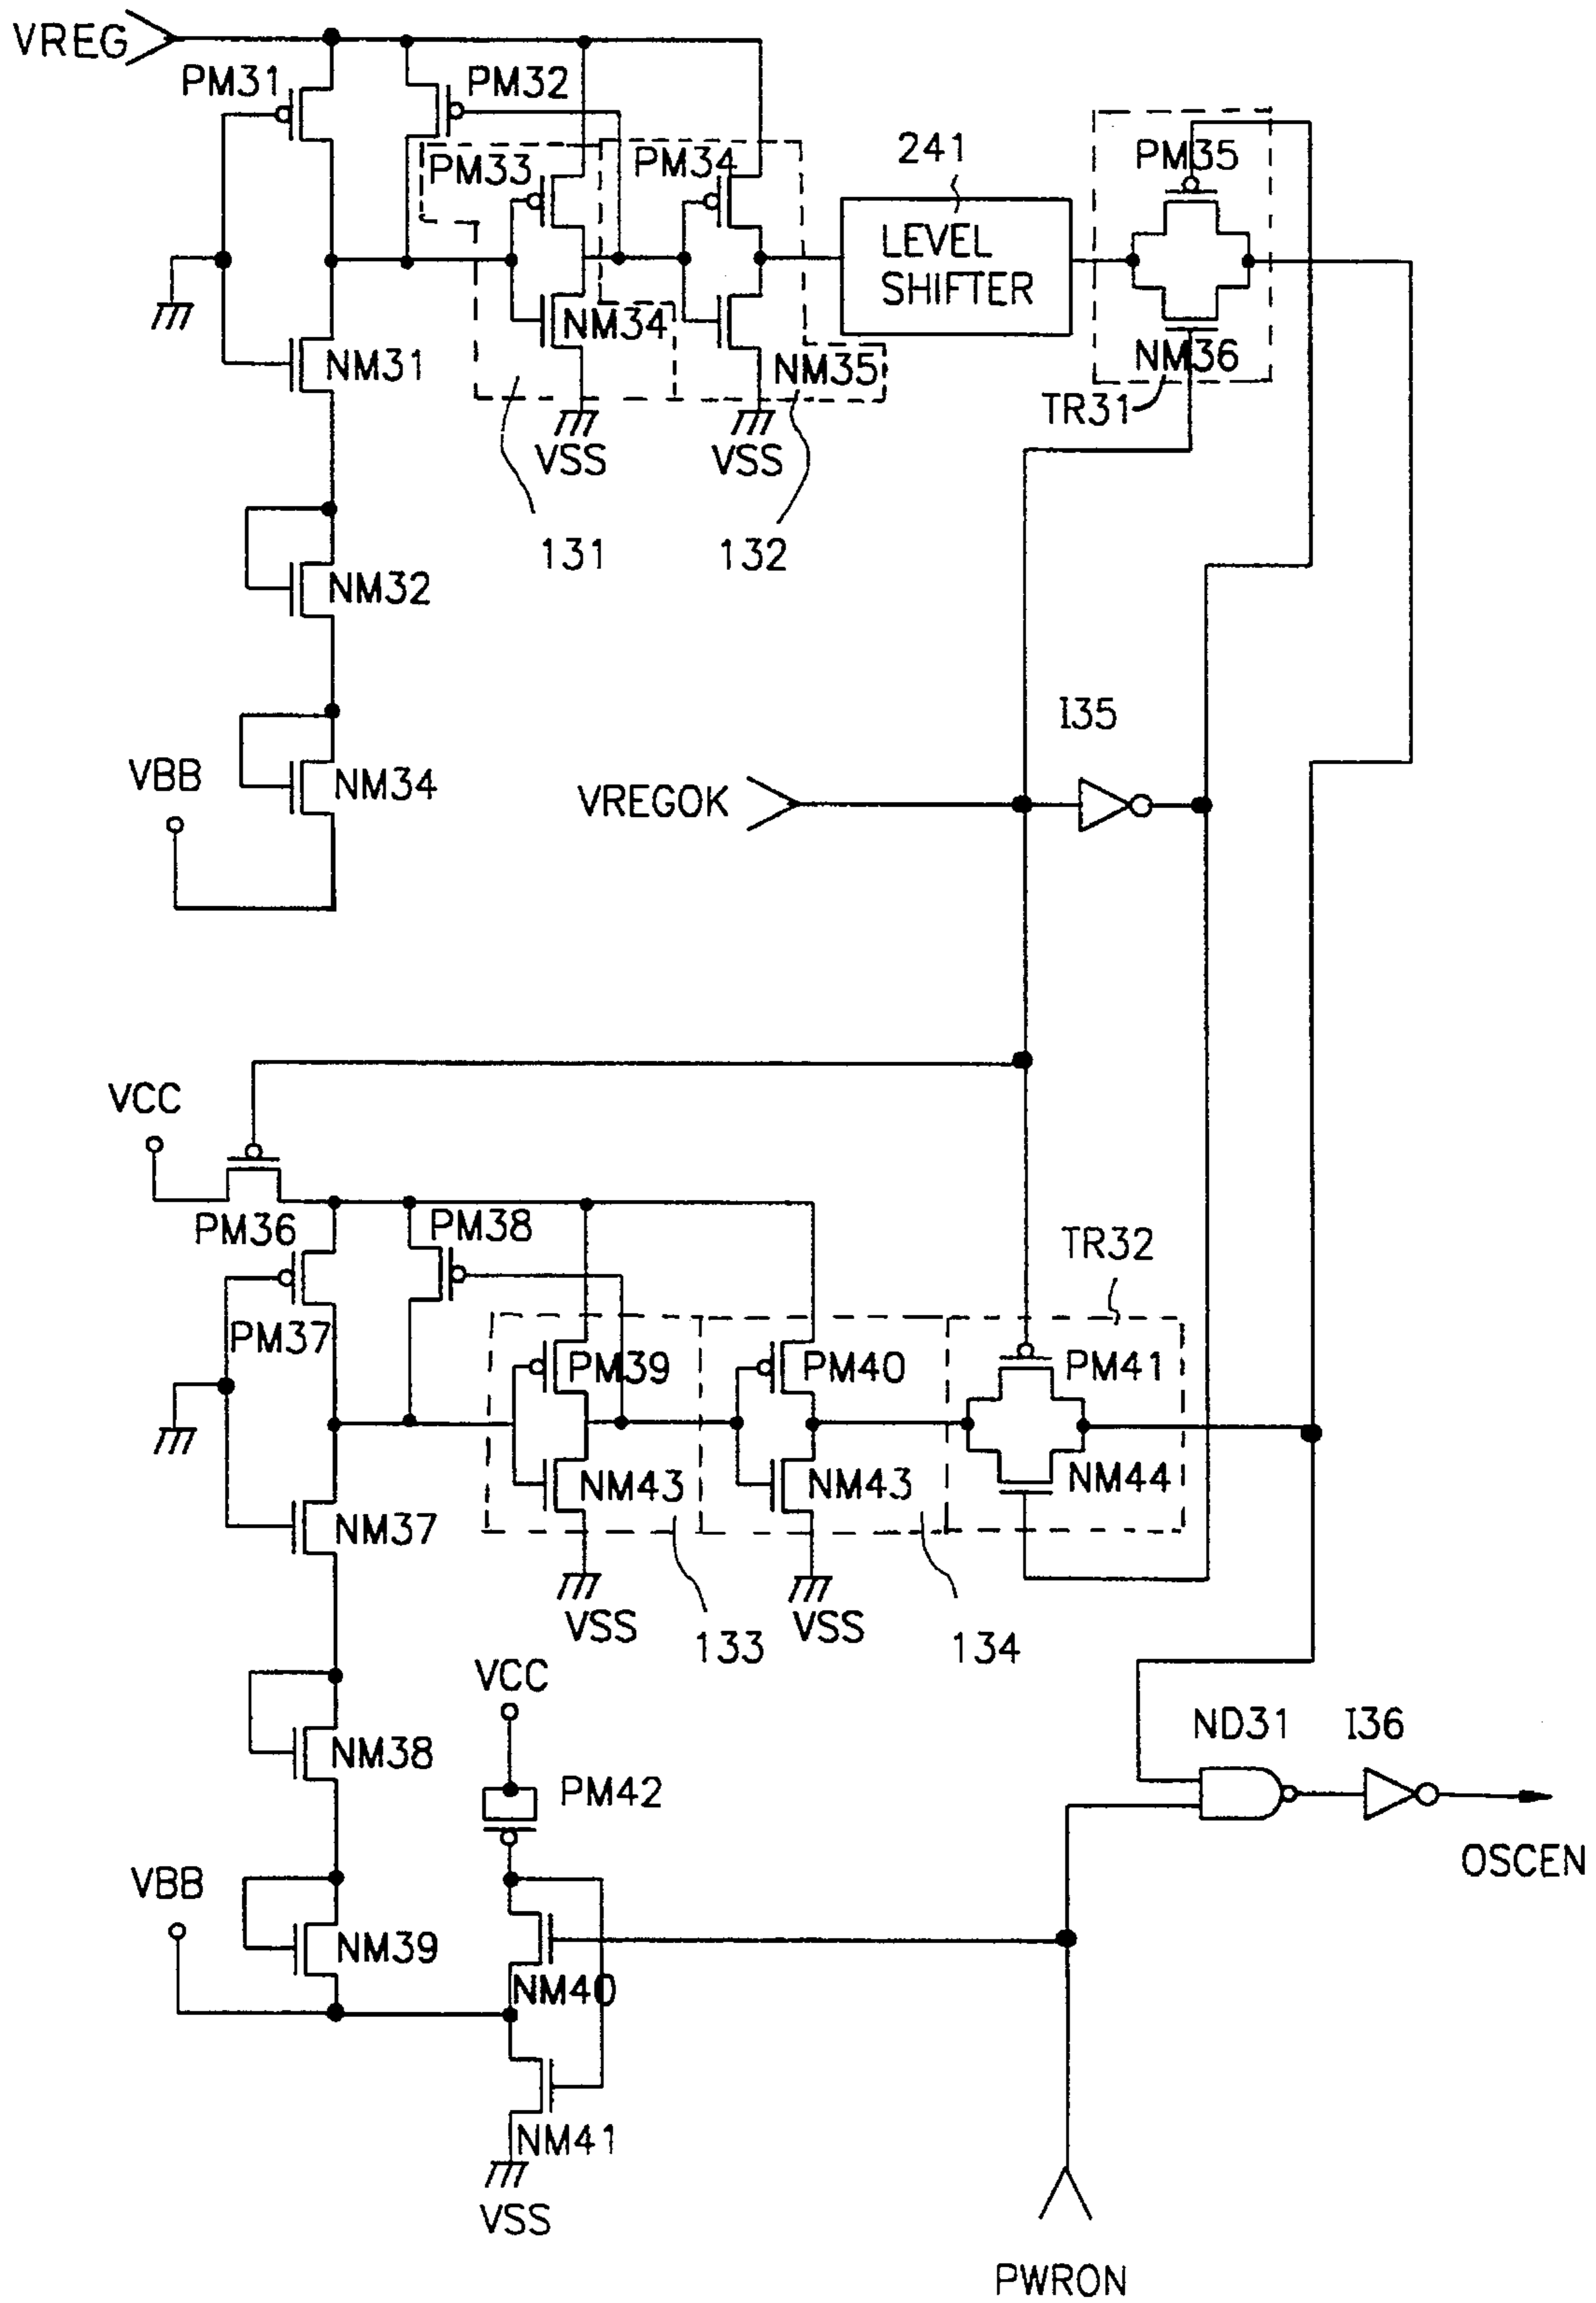 VREG
PM31
PM32
PM33
PM34
241
PM35
LEVEL
SHIFTER
NM34
NM31
NM35
NM36
TR31
VSS
VSS
131
132
NM32
I35
VBB
NM34
VREGOK
VCC
PM36
PM38
TR32
PM37
PM39
PM40
PM41
NM43
NM43
NM44
NM37
VSS
VSS
133
134
VCC
ND31
I36
NM38
PM42
OSCEN
VBB
NM39
NM40
NM41
VSS
PWRON